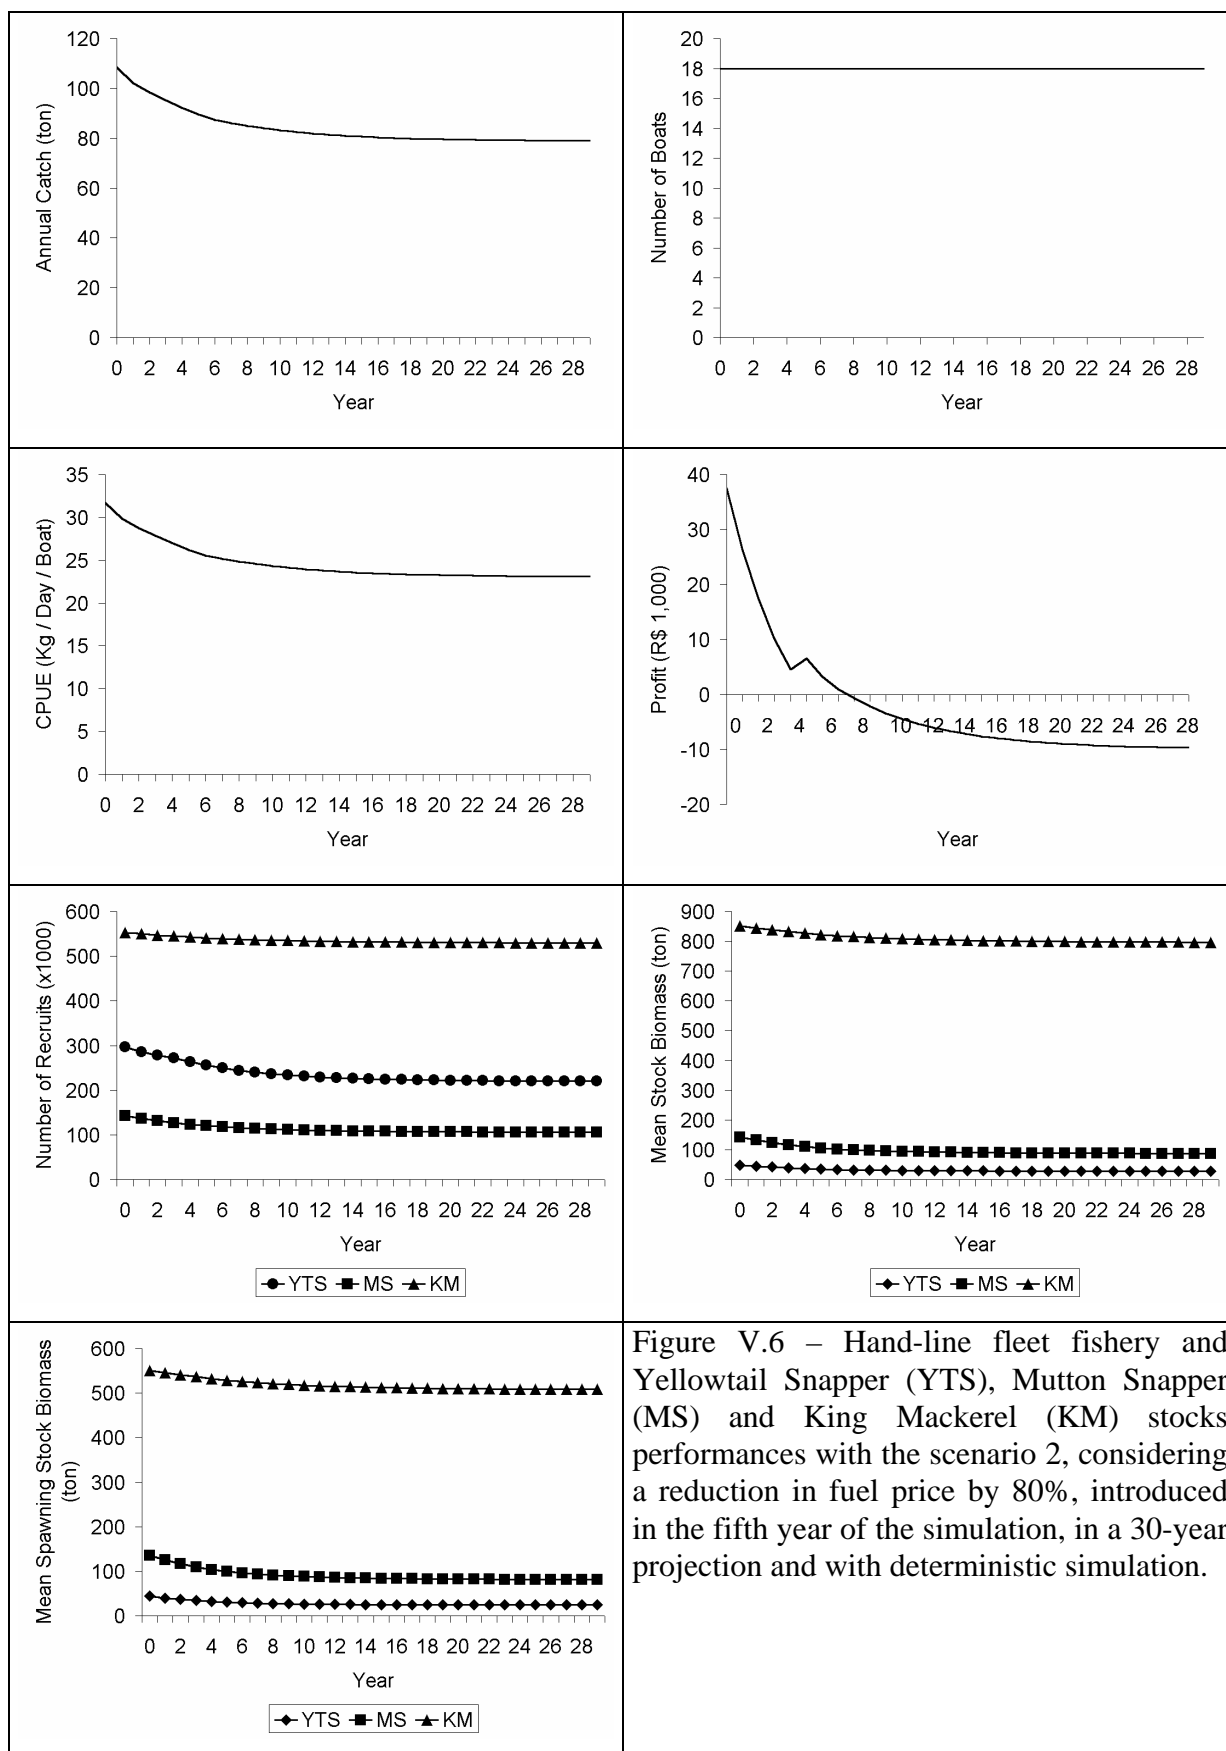 120
100
80
60
40
20
0
Annual Catch (ton)
0 2 4 6 8 10 12 14 16 18 20 22 24 26 28
Year
20
18
16
14
12
10
8
6
4
2
0
Number of Boats
0 2 4 6 8 10 12 14 16 18 20 22 24 26 28
Year
35
30
25
20
15
10
5
0
CPUE (Kg / Day / Boat)
0 2 4 6 8 10 12 14 16 18 20 22 24 26 28
Year
40
30
20
10
0
-10
-20
Profit (R$ 1,000)
0 2 4 6 8 10 12 14 16 18 20 22 24 26 28
Year
600
500
400
300
200
100
0
Number of Recruits (x1000)
0 2 4 6 8 10 12 14 16 18 20 22 24 26 28
Year
YTS MS KM
900
800
700
600
500
400
300
200
100
0
Mean Stock Biomass (ton)
0 2 4 6 8 10 12 14 16 18 20 22 24 26 28
Year
YTS MS KM
600
500
400
300
200
100
0
Mean Spawning Stock Biomass
(ton)
0 2 4 6 8 10 12 14 16 18 20 22 24 26 28
Year
YTS MS KM
Figure V.6 – Hand-line fleet fishery and
Yellowtail Snapper (YTS), Mutton Snapper
(MS) and King Mackerel (KM) stocks
performances with the scenario 2, considering
a reduction in fuel price by 80%, introduced
in the fifth year of the simulation, in a 30-year
projection and with deterministic simulation.